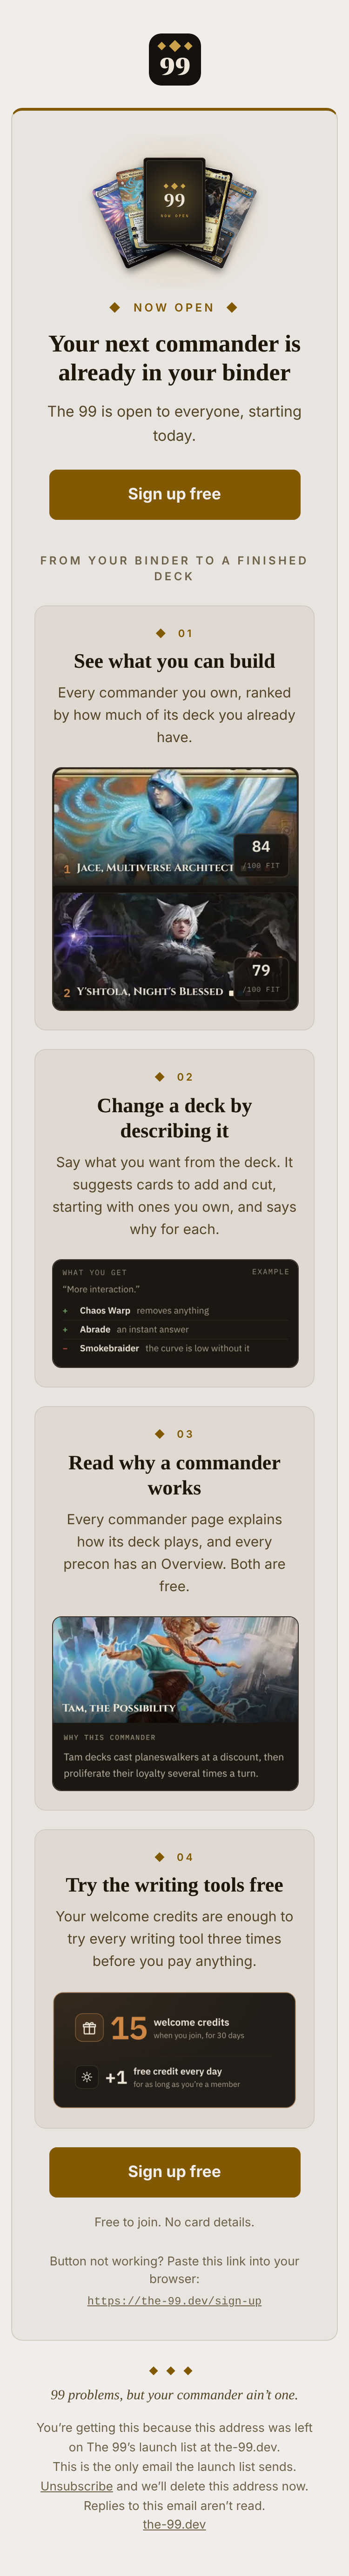 99
99
NOW OPEN
NOW OPEN
Your next commander is
already in your binder
The 99 is open to everyone, starting
today.
Sign up free
FROM YOUR BINDER TO A FINISHED
DECK
01
See what you can build
Every commander you own, ranked
by how much of its deck you already
have.
84
/100 FIT
1 JACE, MULTIVERSE ARCHITECT
79
/100 FIT
2 Y'SHTOLA, NIGHT'S BLESSED
02
Change a deck by
describing it
Say what you want from the deck. It
suggests cards to add and cut,
starting with ones you own, and says
why for each.
WHAT YOU GET EXAMPLE
“More interaction.”
+ Chaos Warp removes anything
+ Abrade an instant answer
− Smokebraider the curve is low without it
03
Read why a commander
works
Every commander page explains
how its deck plays, and every
precon has an Overview. Both are
free.
TAM, THE POSSIBILITY
WHY THIS COMMANDER
Tam decks cast planeswalkers at a discount, then
proliferate their loyalty several times a turn.
04
Try the writing tools free
Your welcome credits are enough to
try every writing tool three times
before you pay anything.
15 welcome credits
when you join, for 30 days
+1 free credit every day
for as long as you’re a member
Sign up free
Free to join. No card details.
Button not working? Paste this link into your
browser:
https://the-99.dev/sign-up
99 problems, but your commander ain’t one.
You’re getting this because this address was left
on The 99’s launch list at the-99.dev.
This is the only email the launch list sends.
Unsubscribe and we’ll delete this address now.
Replies to this email aren’t read.
the-99.dev